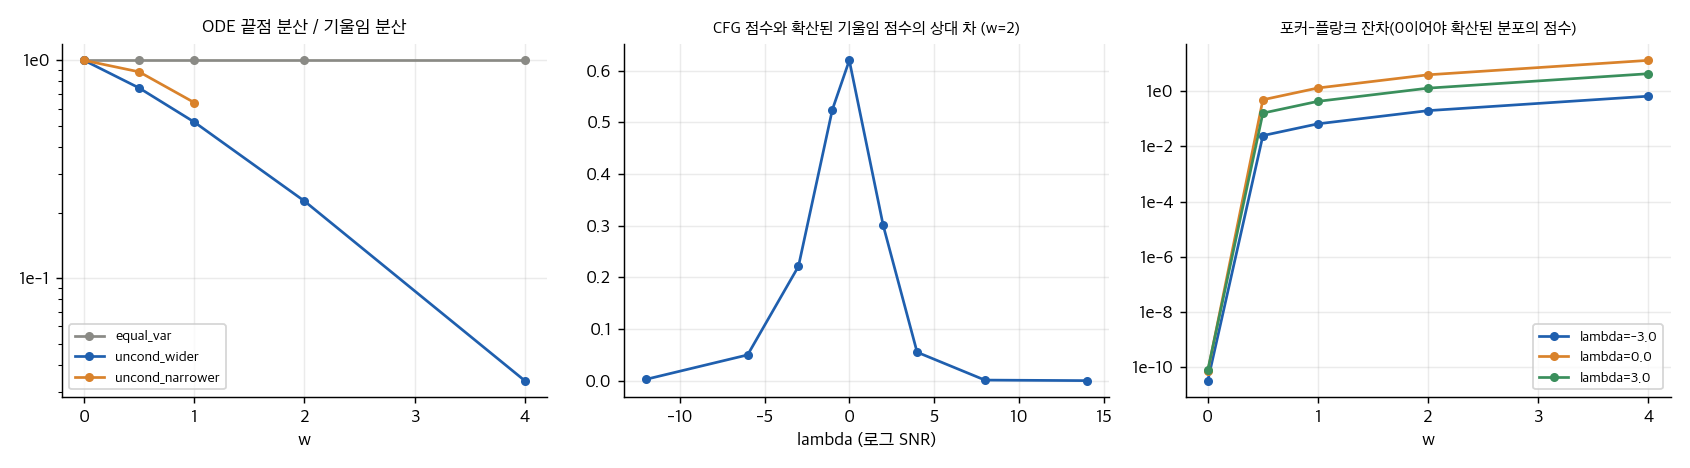 ODE 끝점 분산 / 기울임 분산
1e0
1e-1
0
1
2
3
4
w
equal_var
uncond_wider
uncond_narrower
CFG 점수와 확산된 기울임 점수의 상대 차 (w=2)
0.6
0.5
0.4
0.3
0.2
0.1
0.0
-10
-5
0
5
10
15
lambda (로그 SNR)
포커-플랑크 잔차(0이어야 확산된 분포의 점수)
1e0
1e-2
1e-4
1e-6
1e-8
1e-10
0
1
2
3
4
w
lambda=-3.0
lambda=0.0
lambda=3.0